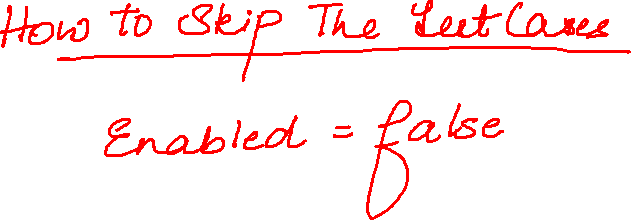 How to Skip The Test Cases
Enabled = false